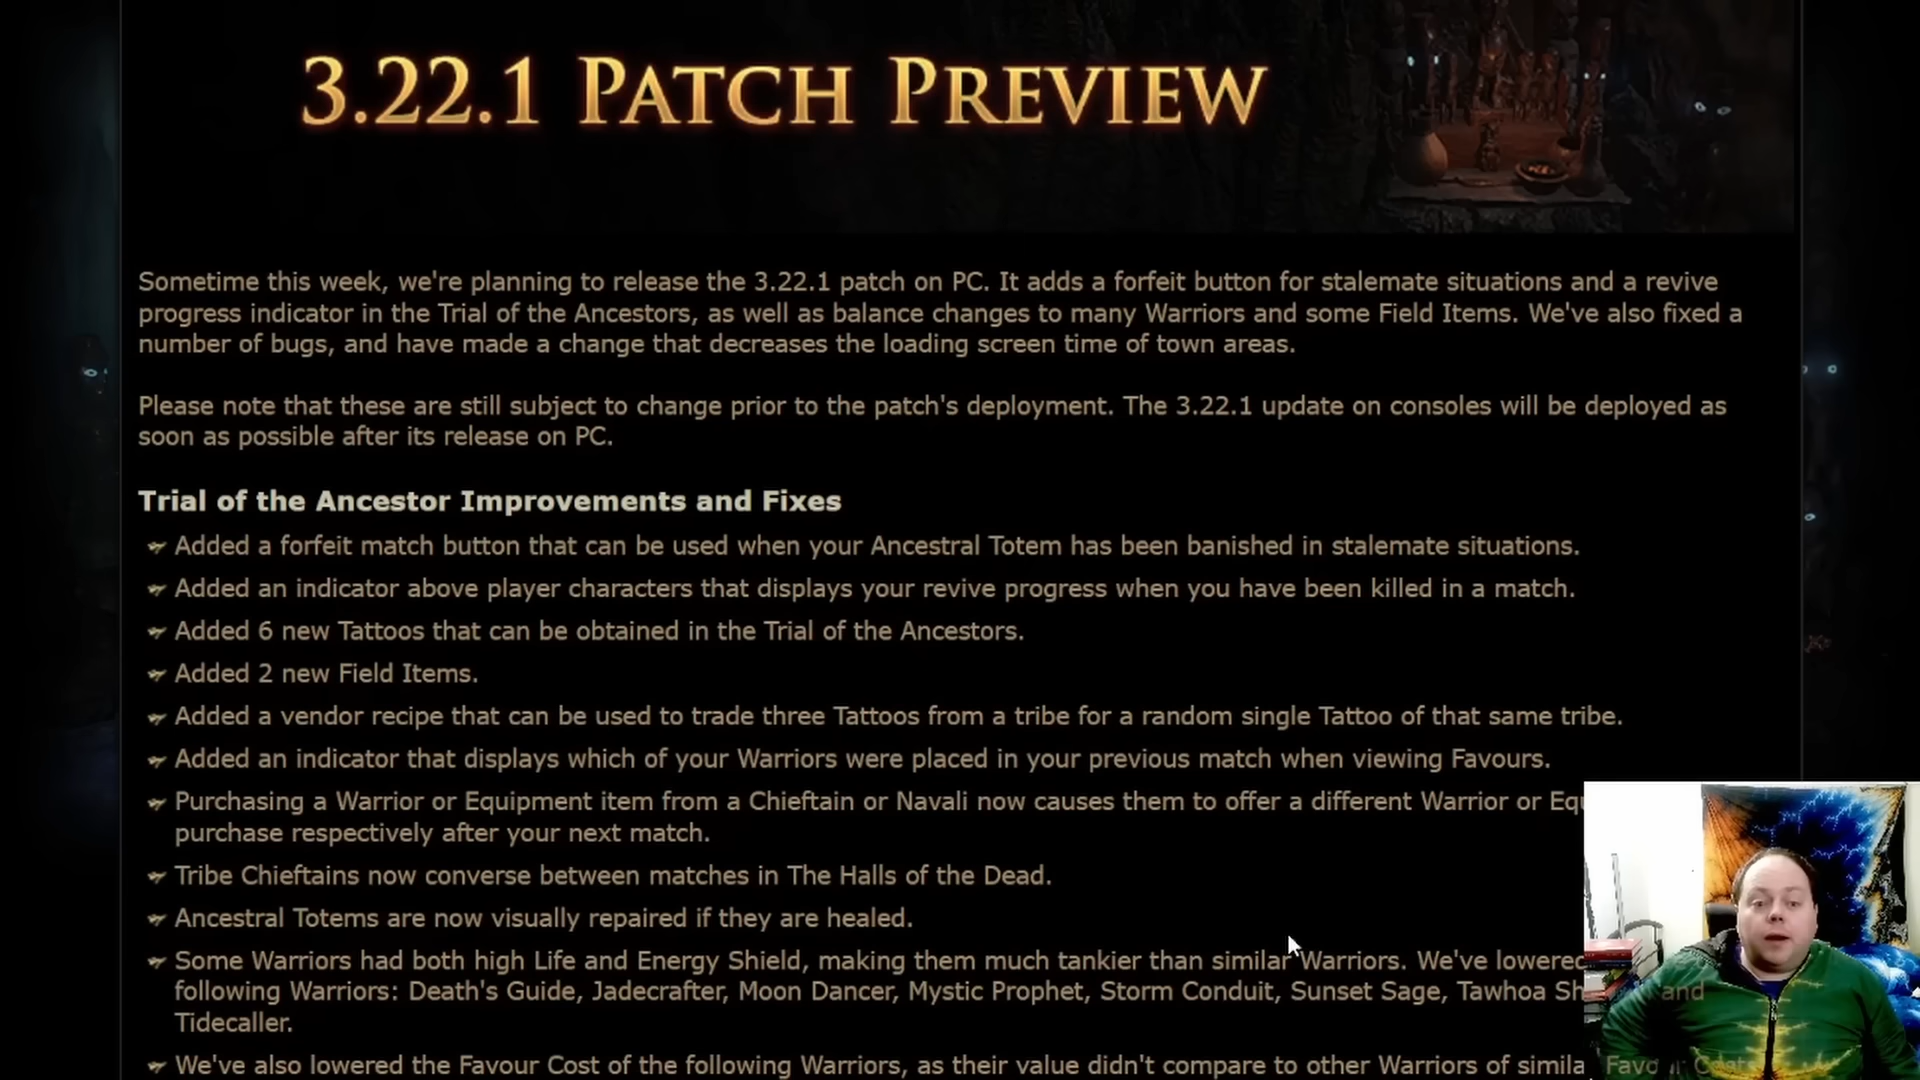 3.22.1 PATCH PREVIEW
Sometime this week, we're planning to release the 3.22.1 patch on PC. It adds a forfeit button for stalemate situations and a revive
progress indicator in the Trial of the Ancestors, as well as balance changes to many Warriors and some Field Items. We've also fixed a
number of bugs, and have made a change that decreases the loading screen time of town areas.
Please note that these are still subject to change prior to the patch's deployment. The 3.22.1 update on consoles will be deployed as
soon as possible after its release on PC.
Trial of the Ancestor Improvements and Fixes
Added a forfeit match button that can be used when your Ancestral Totem has been banished in stalemate situations.
Added an indicator above player characters that displays your revive progress when you have been killed in a match.
Added 6 new Tattoos that can be obtained in the Trial of the Ancestors.
Added 2 new Field Items.
Added a vendor recipe that can be used to trade three Tattoos from a tribe for a random single Tattoo of that same tribe.
Added an indicator that displays which of your Warriors were placed in your previous match when viewing Favours.
Purchasing a Warrior or Equipment item from a Chieftain or Navali now causes them to offer a different Warrior or
purchase respectively after your next match.
Tribe Chieftains now converse between matches in The Halls of the Dead.
Ancestral Totems are now visually repaired if they are healed.
Some Warriors had both high Life and Energy Shield, making them much tankier than similar Warriors. We've lowered
following Warriors: Death's Guide, Jadecrafter, Moon Dancer, Mystic Prophet, Storm Conduit, Sunset Sage, Tawhoa and
Tidecaller.
We've also lowered the Favour Cost of the following Warriors, as their value didn't compare to other Warriors of